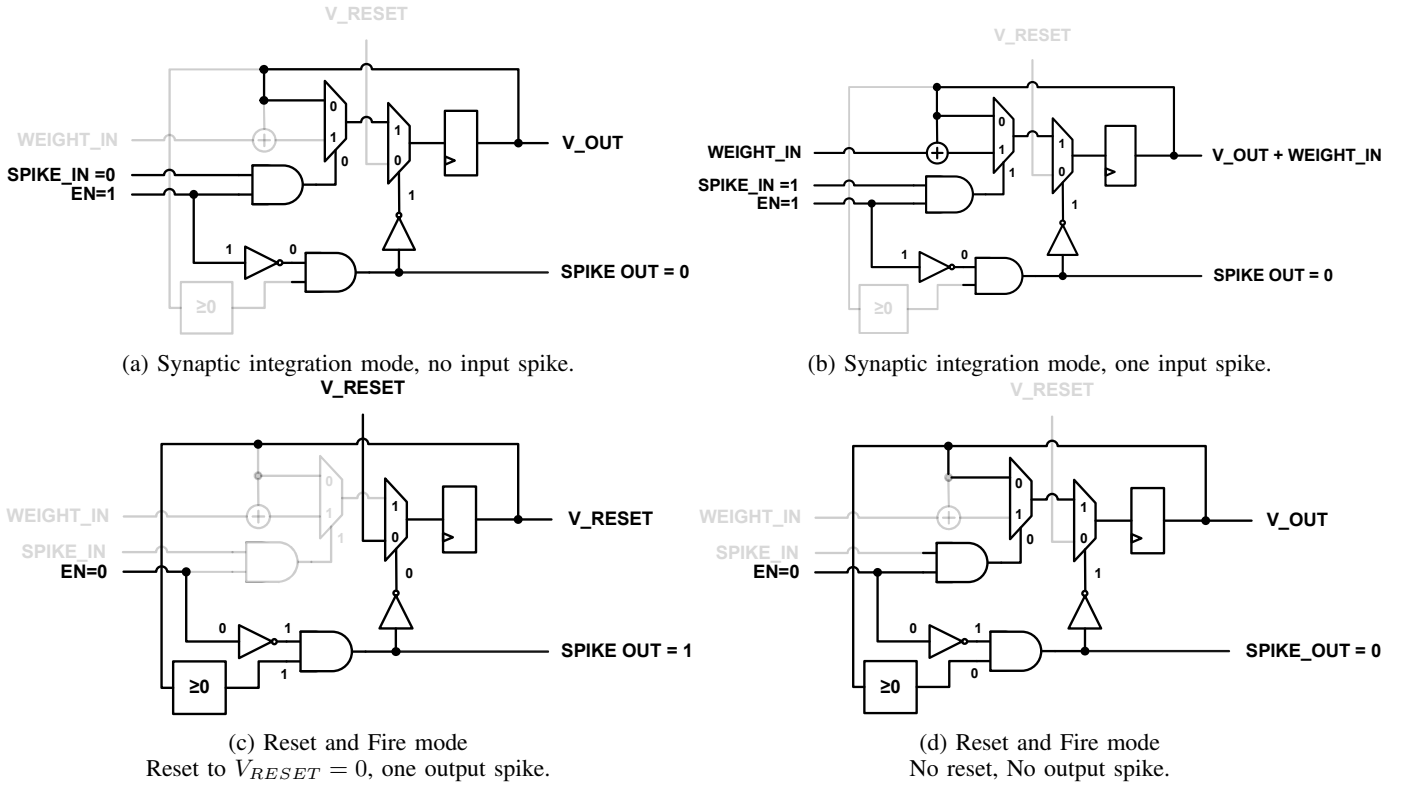 V_RESET
0
1
1
0
WEIGHT_IN
V_OUT
SPIKE_IN =0
EN=1
0
1
1
0
SPIKE OUT = 0
≥0
(a) Synaptic integration mode, no input spike.
V_RESET
0
1
1
0
WEIGHT_IN
V_OUT + WEIGHT_IN
SPIKE_IN =1
EN=1
1
1
1
0
SPIKE OUT = 0
≥0
(b) Synaptic integration mode, one input spike.
V_RESET
0
1
1
0
WEIGHT_IN
V_RESET
SPIKE_IN
EN=0
1
0
0
1
1
SPIKE OUT = 1
≥0
(c) Reset and Fire mode
Reset to V_RESET = 0, one output spike.
V_RESET
0
1
1
0
WEIGHT_IN
V_OUT
SPIKE_IN
EN=0
0
1
0
1
0
SPIKE_OUT = 0
≥0
(d) Reset and Fire mode
No reset, No output spike.